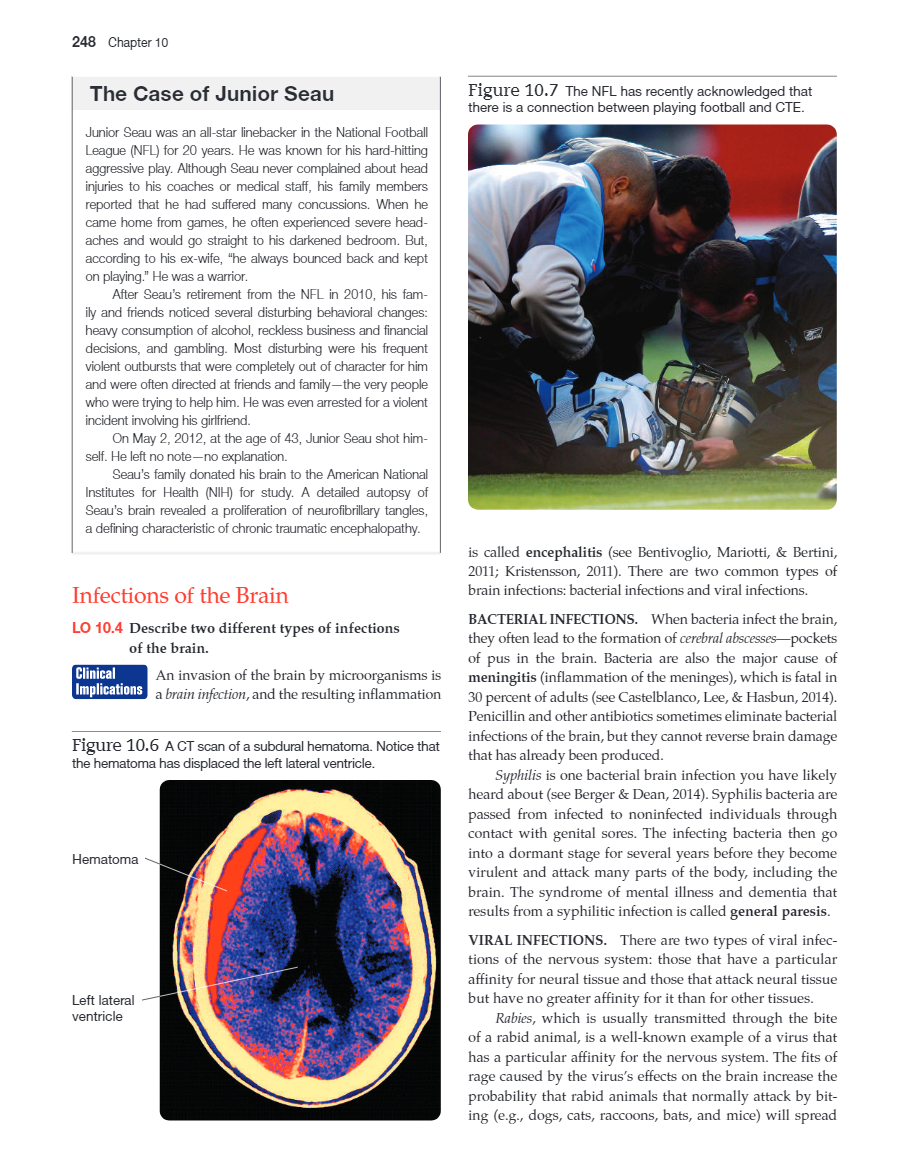 248 Chapter 10
The Case of Junior Seau
Junior Seau was an all-star linebacker in the National Football
League (NFL) for 20 years. He was known for his hard-hitting
aggressive play. Although Seau never complained about head
injuries to his coaches or medical staff, his family members
reported that he had suffered many concussions. When he
came home from games, he often experienced severe head-
aches and would go straight to his darkened bedroom. But,
according to his ex-wife, “he always bounced back and kept
on playing.” He was a warrior.
After Seau’s retirement from the NFL in 2010, his fam-
ily and friends noticed several disturbing behavioral changes:
heavy consumption of alcohol, reckless business and financial
decisions, and gambling. Most disturbing were his frequent
violent outbursts that were completely out of character for him
and were often directed at friends and family—the very people
who were trying to help him. He was even arrested for a violent
incident involving his girlfriend.
On May 2, 2012, at the age of 43, Junior Seau shot him-
self. He left no note—no explanation.
Seau’s family donated his brain to the American National
Institutes for Health (NIH) for study. A detailed autopsy of
Seau’s brain revealed a proliferation of neurofibrillary tangles,
a defining characteristic of chronic traumatic encephalopathy.
Infections of the Brain
LO 10.4 Describe two different types of infections
of the brain.
Clinical
Implications
An invasion of the brain by microorganisms is
a brain infection, and the resulting inflammation
Figure 10.6 A CT scan of a subdural hematoma. Notice that
the hematoma has displaced the left lateral ventricle.
Hematoma
Left lateral
ventricle
Figure 10.7 The NFL has recently acknowledged that
there is a connection between playing football and CTE.
is called encephalitis (see Bentivoglio, Mariotti, & Bertini,
2011; Kristensson, 2011). There are two common types of
brain infections: bacterial infections and viral infections.
BACTERIAL INFECTIONS. When bacteria infect the brain,
they often lead to the formation of cerebral abscesses—pockets
of pus in the brain. Bacteria are also the major cause of
meningitis (inflammation of the meninges), which is fatal in
30 percent of adults (see Castelblanco, Lee, & Hasbun, 2014).
Penicillin and other antibiotics sometimes eliminate bacterial
infections of the brain, but they cannot reverse brain damage
that has already been produced.
Syphilis is one bacterial brain infection you have likely
heard about (see Berger & Dean, 2014). Syphilis bacteria are
passed from infected to noninfected individuals through
contact with genital sores. The infecting bacteria then go
into a dormant stage for several years before they become
virulent and attack many parts of the body, including the
brain. The syndrome of mental illness and dementia that
results from a syphilitic infection is called general paresis.
VIRAL INFECTIONS. There are two types of viral infec-
tions of the nervous system: those that have a particular
affinity for neural tissue and those that attack neural tissue
but have no greater affinity for it than for other tissues.
Rabies, which is usually transmitted through the bite
of a rabid animal, is a well-known example of a virus that
has a particular affinity for the nervous system. The fits of
rage caused by the virus’s effects on the brain increase the
probability that rabid animals that normally attack by bit-
ing (e.g., dogs, cats, raccoons, bats, and mice) will spread